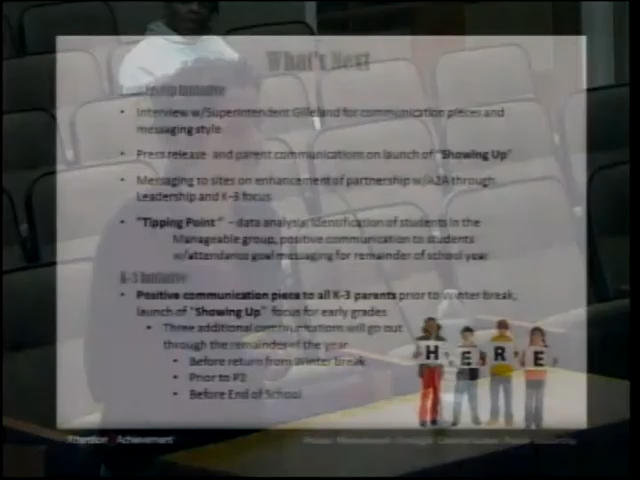 What's Next
Leadership Initiative
• Interview w/Superintendent Gilleland for communication pieces and
messaging style
• Press release and parent communications on launch of "Showing Up"
• Messaging to sites on enhancement of partnership w/A2A through
Leadership and K-3 focus
• "Tipping Point" – data analysis, identification of students in the
Manageable group, positive communication to students
w/attendance goal messaging for remainder of school year
K-3 Initiative
• Positive communication piece to all K-3 parents prior to Winter break,
launch of "Showing Up" focus for early grades
• Three additional communications will go out
through the remainder of the year
• Before return from Winter Break
• Prior to P2
• Before End of School
HERE
Attention2Achievement